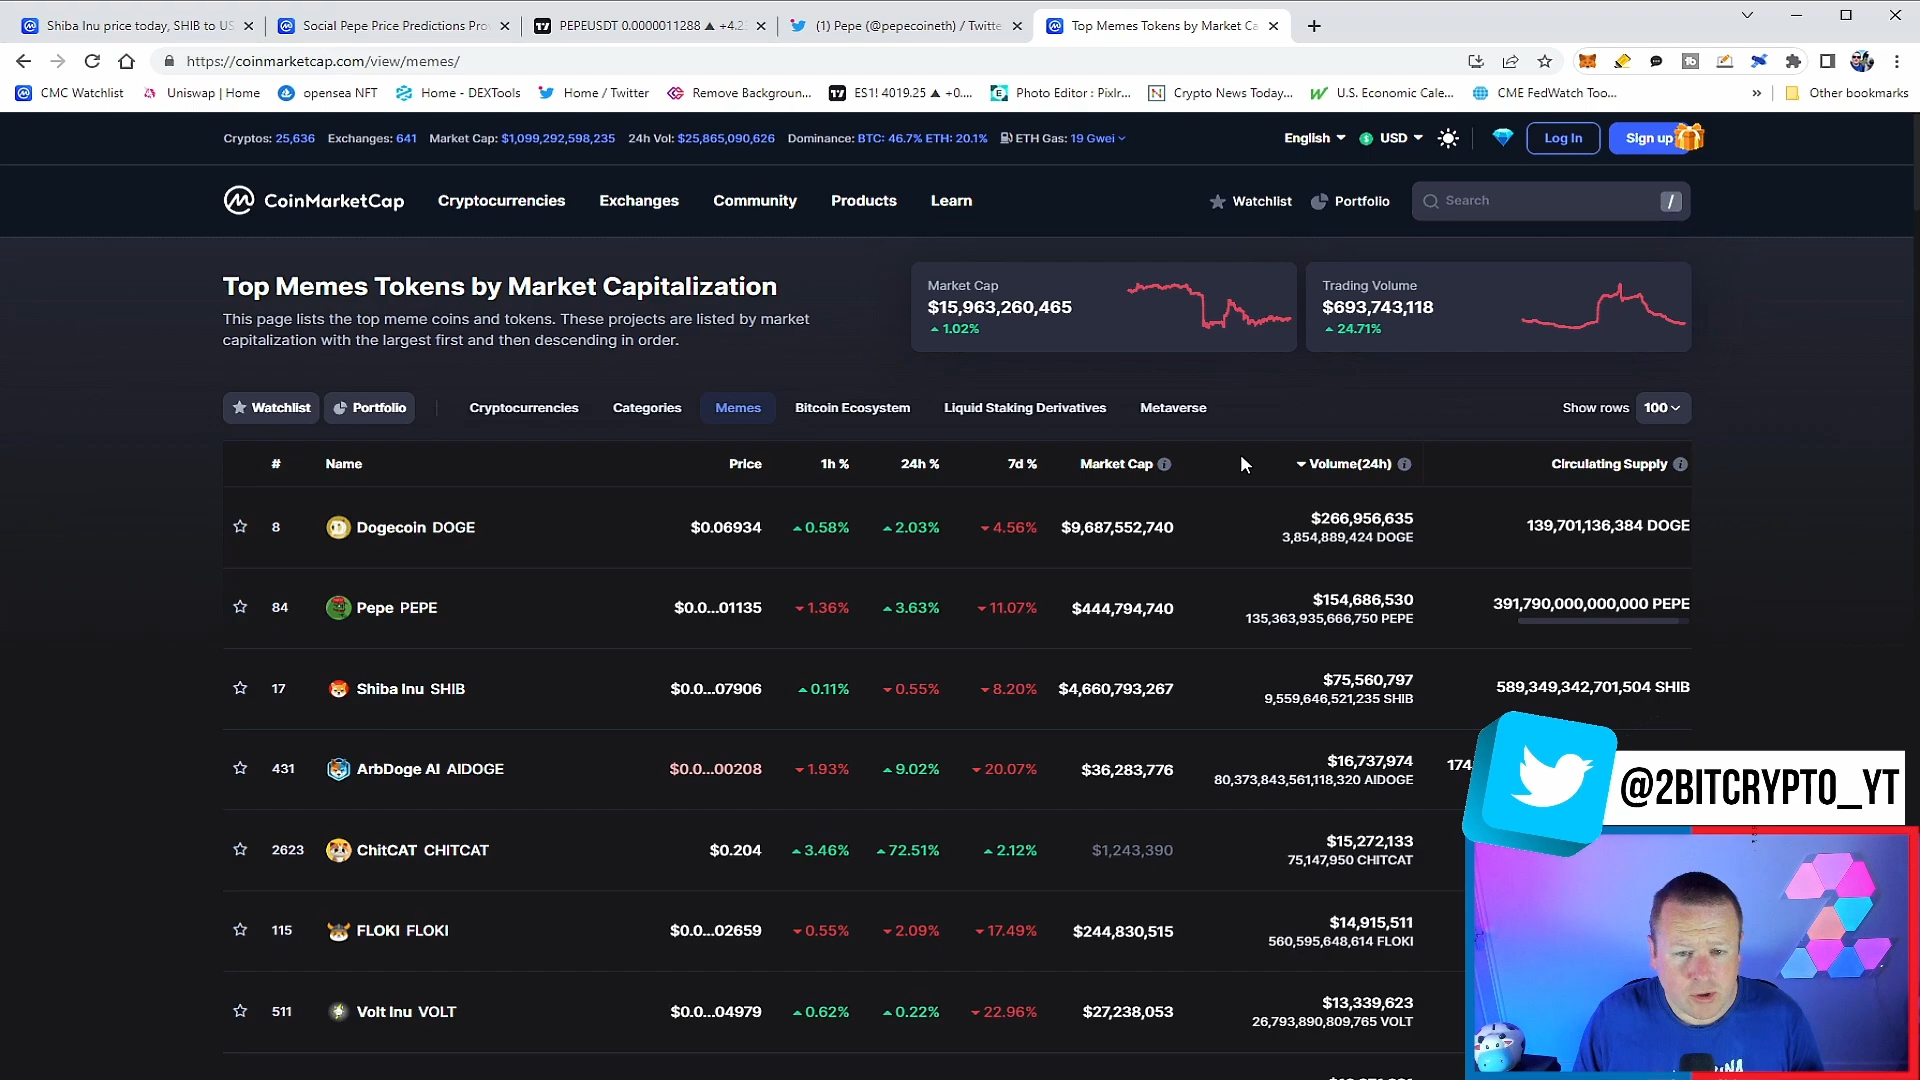 Shiba Inu price today, SHIB to US
Social Pepe Price Predictions Pro
PEPEUSDT 0.0000011288 ▲ +4.2
(1) Pepe (@pepecoineth) / Twitte
Top Memes Tokens by Market Ca
https://coinmarketcap.com/view/memes/
CMC Watchlist
Uniswap | Home
opensea NFT
Home - DEXTools
Home / Twitter
Remove Backgroun...
ES1! 4019.25 ▲ +0....
Photo Editor : Pixlr...
Crypto News Today...
U.S. Economic Cale...
CME FedWatch Too...
»
Other bookmarks
Cryptos: 25,636 Exchanges: 641 Market Cap: $1,099,292,598,235 24h Vol: $25,865,090,626 Dominance: BTC: 46.7% ETH: 20.1% ETH Gas: 19 Gwei
English USD Log In Sign up
CoinMarketCap Cryptocurrencies Exchanges Community Products Learn
Watchlist Portfolio Search /
Top Memes Tokens by Market Capitalization
This page lists the top meme coins and tokens. These projects are listed by market
capitalization with the largest first and then descending in order.
Market Cap
$15,963,260,465
1.02%
Trading Volume
$693,743,118
24.71%
Watchlist Portfolio Cryptocurrencies Categories Memes Bitcoin Ecosystem Liquid Staking Derivatives Metaverse Show rows 100
# Name Price 1h % 24h % 7d % Market Cap Volume(24h) Circulating Supply
8 Dogecoin DOGE $0.06934 0.58% 2.03% 4.56% $9,687,552,740 $266,956,635 139,701,136,384 DOGE
3,854,889,424 DOGE
84 Pepe PEPE $0.0...01135 1.36% 3.63% 11.07% $444,794,740 $154,686,530 391,790,000,000,000 PEPE
135,363,935,666,750 PEPE
17 Shiba Inu SHIB $0.0...07906 0.11% 0.55% 8.20% $4,660,793,267 $75,560,797 589,349,342,701,504 SHIB
9,559,646,521,235 SHIB
431 ArbDoge AI AIDOGE $0.0...00208 1.93% 9.02% 20.07% $36,283,776 $16,737,974 174
80,373,843,561,118,320 AIDOGE
@2BITCRYPTO_YT
2623 ChitCAT CHITCAT $0.204 3.46% 72.51% 2.12% $1,243,390 $15,272,133
75,147,950 CHITCAT
115 FLOKI FLOKI $0.0...02659 0.55% 2.09% 17.49% $244,830,515 $14,915,511
560,595,648,614 FLOKI
511 Volt Inu VOLT $0.0...04979 0.62% 0.22% 22.96% $27,238,053 $13,339,623
26,793,890,809,765 VOLT